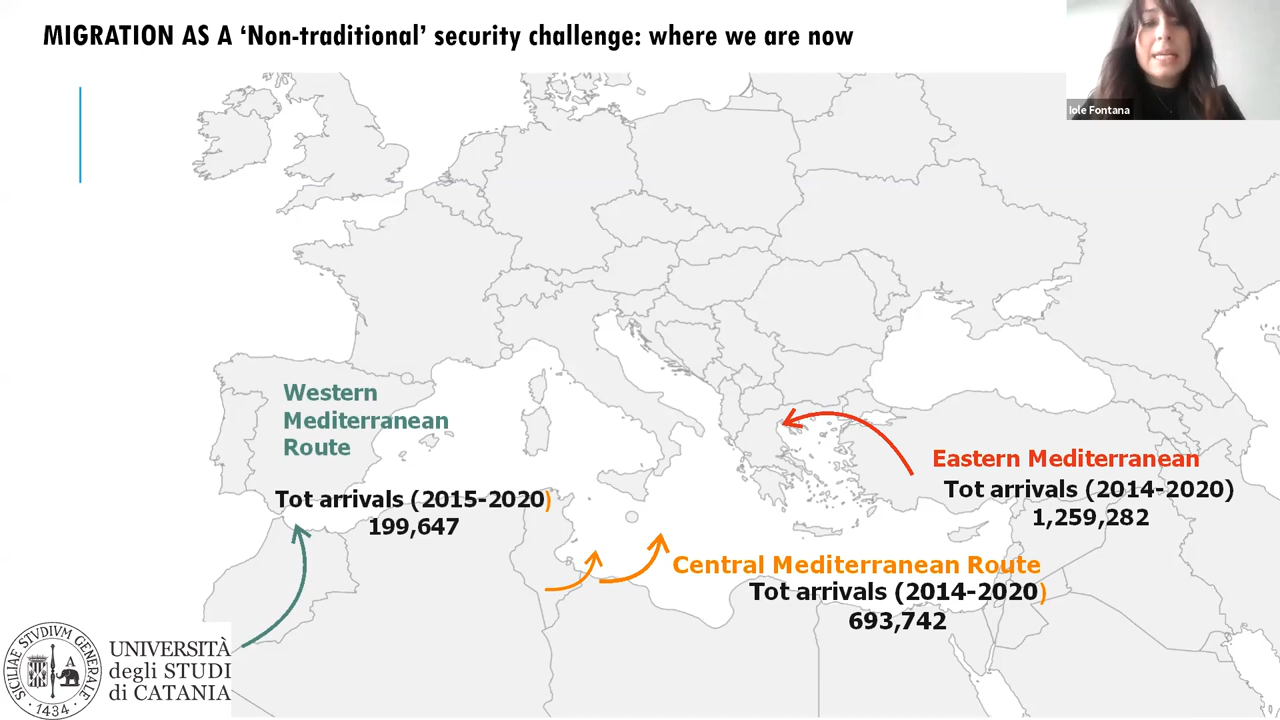 MIGRATION AS A ‘Non-traditional’ security challenge: where we are now
Iole Fontana
Western
Mediterranean
Route
Tot arrivals (2015-2020)
199,647
Eastern Mediterranean
Tot arrivals (2014-2020)
1,259,282
Central Mediterranean Route
Tot arrivals (2014-2020)
693,742
SICILIAE STVDIVM GENERALE
· 1434 ·
UNIVERSITÀ
degli STUDI
di CATANIA